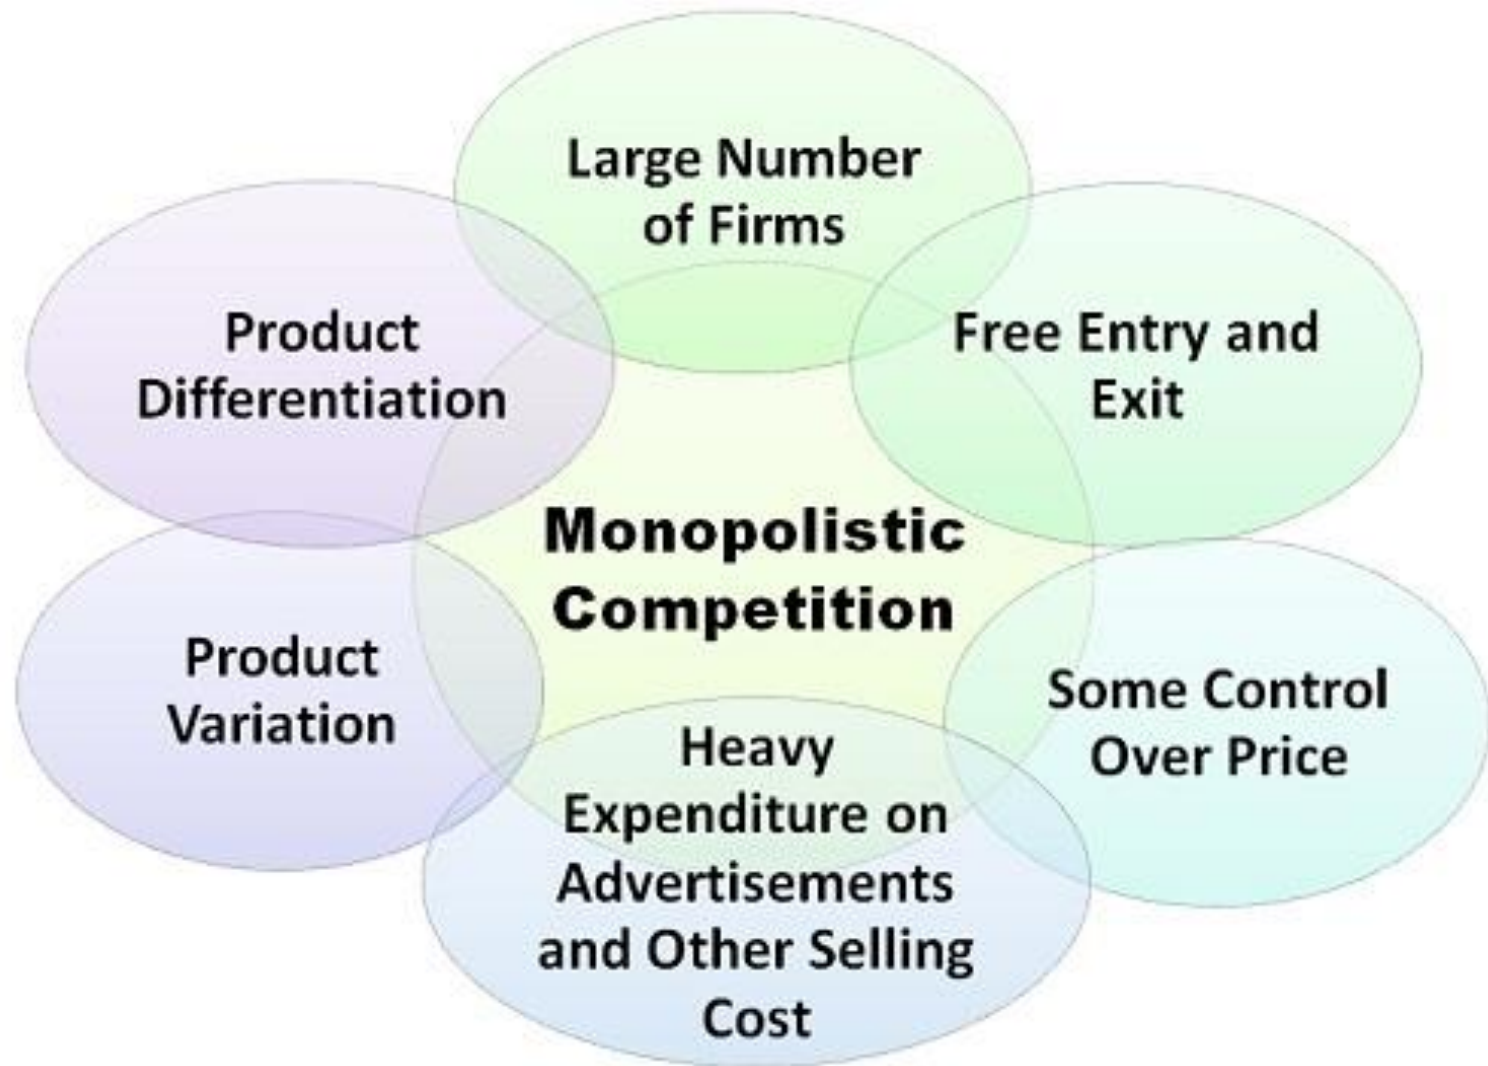 Large Number
of Firms
Product
Differentiation
Free Entry and
Exit
Monopolistic
Competition
Product
Variation
Some Control
Over Price
Heavy
Expenditure on
Advertisements
and Other Selling
Cost